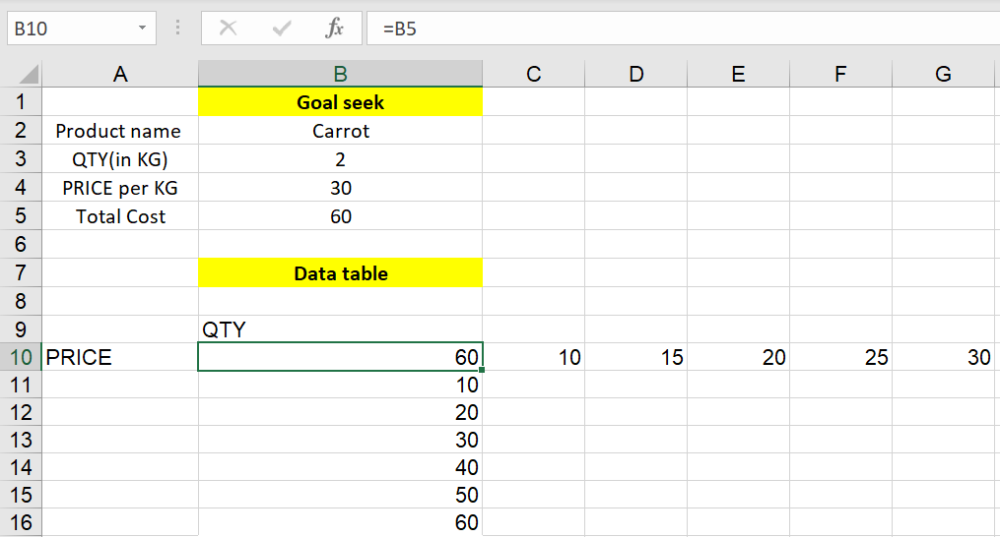 B10 fx =B5
A B C D E F G
1 Goal seek
2 Product name Carrot
3 QTY(in KG) 2
4 PRICE per KG 30
5 Total Cost 60
6
7 Data table
8
9 QTY
10 PRICE 60 10 15 20 25 30
11 10
12 20
13 30
14 40
15 50
16 60